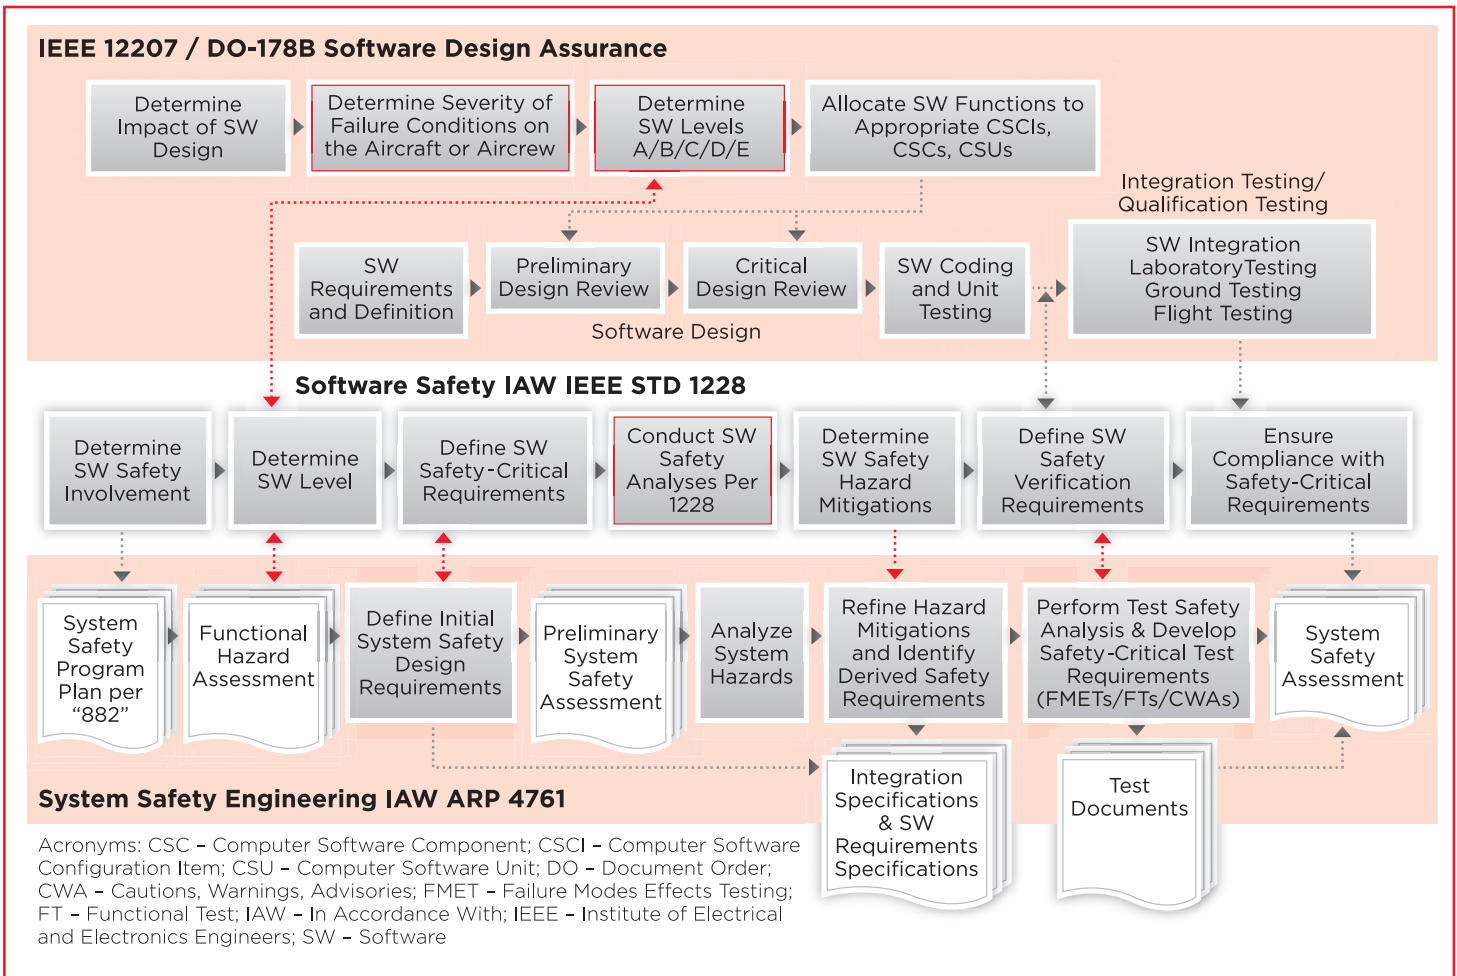 IEEE 12207 / DO-178B Software Design Assurance
Determine
Impact of SW
Design
Determine Severity of
Failure Conditions on
the Aircraft or Aircrew
Determine
SW Levels
A/B/C/D/E
Allocate SW Functions to
Appropriate CSCIs,
CSCs, CSUs
Integration Testing/
Qualification Testing
SW
Requirements
and Definition
Preliminary
Design Review
Critical
Design Review
SW Coding
and Unit
Testing
SW Integration
LaboratoryTesting
Ground Testing
Flight Testing
Software Design
Software Safety IAW IEEE STD 1228
Determine
SW Safety
Involvement
Determine
SW Level
Define SW
Safety-Critical
Requirements
Conduct SW
Safety
Analyses Per
1228
Determine
SW Safety
Hazard
Mitigations
Define SW
Safety
Verification
Requirements
Ensure
Compliance with
Safety-Critical
Requirements
System
Safety
Program
Plan per
“882”
Functional
Hazard
Assessment
Define Initial
System Safety
Design
Requirements
Preliminary
System
Safety
Assessment
Analyze
System
Hazards
Refine Hazard
Mitigations
and Identify
Derived Safety
Requirements
Perform Test Safety
Analysis & Develop
Safety-Critical Test
Requirements
(FMETs/FTs/CWAs)
System
Safety
Assessment
Integration
Specifications
& SW
Requirements
Specifications
Test
Documents
System Safety Engineering IAW ARP 4761
Acronyms: CSC – Computer Software Component; CSCI – Computer Software
Configuration Item; CSU – Computer Software Unit; DO – Document Order;
CWA – Cautions, Warnings, Advisories; FMET – Failure Modes Effects Testing;
FT – Functional Test; IAW – In Accordance With; IEEE – Institute of Electrical
and Electronics Engineers; SW – Software